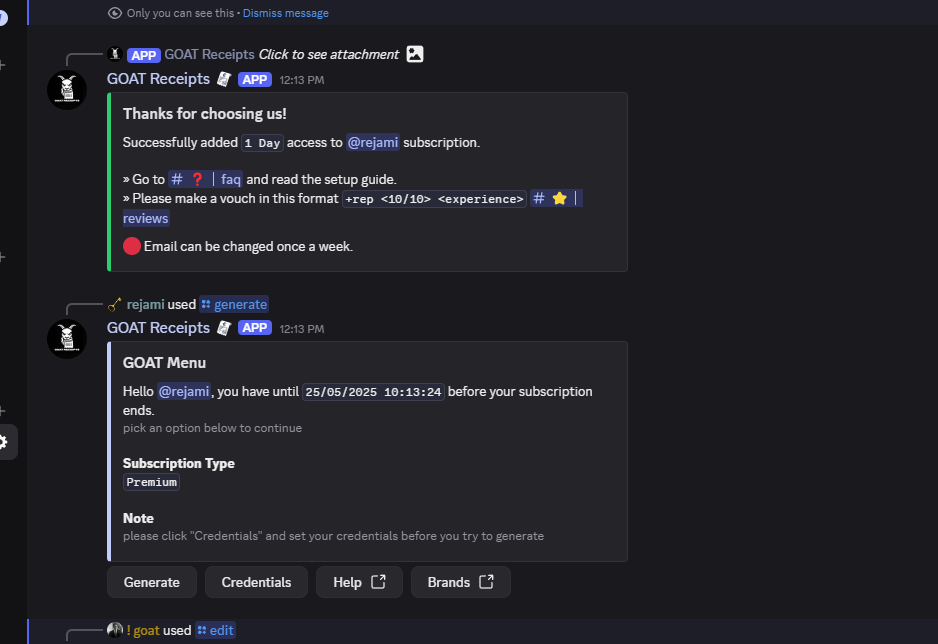 Only you can see this • Dismiss message
APP GOAT Receipts Click to see attachment
GOAT Receipts APP 12:13 PM
Thanks for choosing us!
Successfully added 1 Day access to @rejami subscription.
» Go to # ❓ | faq and read the setup guide.
» Please make a vouch in this format +rep <10/10> <experience> # ⭐ |
reviews
🔴 Email can be changed once a week.
rejami used generate
GOAT Receipts APP 12:13 PM
GOAT Menu
Hello @rejami, you have until 25/05/2025 10:13:24 before your subscription
ends.
pick an option below to continue
Subscription Type
Premium
Note
please click "Credentials" and set your credentials before you try to generate
Generate Credentials Help Brands
! goat used edit